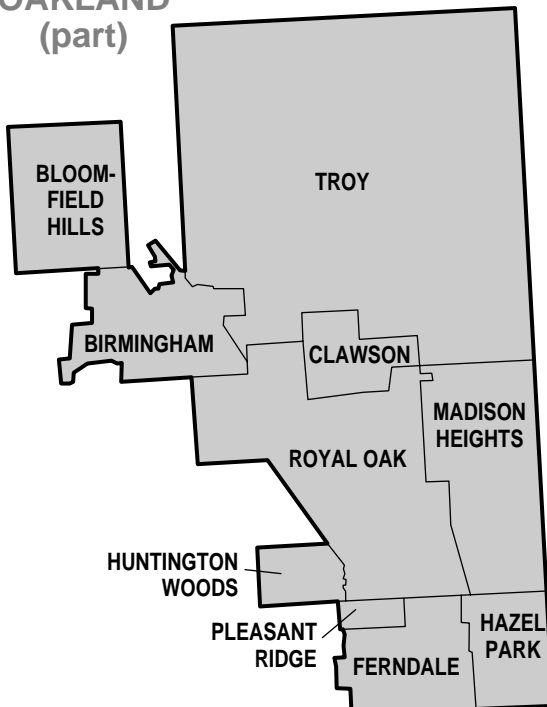 OAKLAND
(part)
BLOOM-
FIELD
HILLS
TROY
BIRMINGHAM
CLAWSON
MADISON
HEIGHTS
ROYAL OAK
HUNTINGTON
WOODS
PLEASANT
RIDGE
HAZEL
PARK
FERNDALE